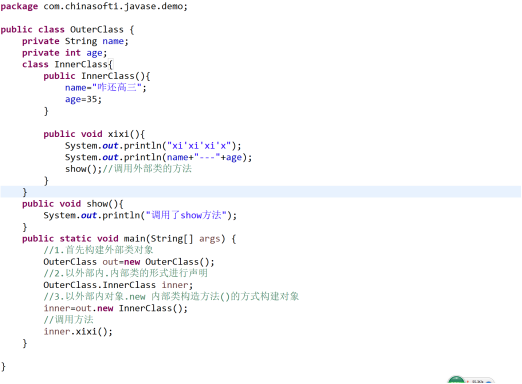 package com.chinasofti.javase.demo;
public class OuterClass {
private String name;
private int age;
class InnerClass{
public InnerClass(){
name="咋还高三";
age=35;
}
public void xixi(){
System.out.println("xi'xi'xi'x");
System.out.println(name+"---"+age);
show();//调用外部类的方法
}
}
public void show(){
System.out.println("调用了show方法");
}
public static void main(String[] args) {
//1.首先构建外部类对象
OuterClass out=new OuterClass();
//2.以外部内.内部类的形式进行声明
OuterClass.InnerClass inner;
//3.以外部内对象.new 内部类构造方法()的方式构建对象
inner=out.new InnerClass();
//调用方法
inner.xixi();
}
}